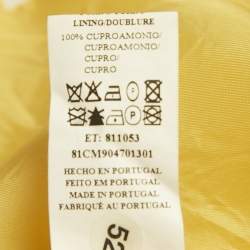 LINING/DOUBLURE
100% CUPROAMONIO/
CUPROAMMONIO/
CUPRO/
CUPRO
ET: 811053
81CM904701301
HECHO EN PORTUGAL
FEITO EM PORTUGAL
MADE IN PORTUGAL
FABRIQUÉ AU PORTUGAL
52